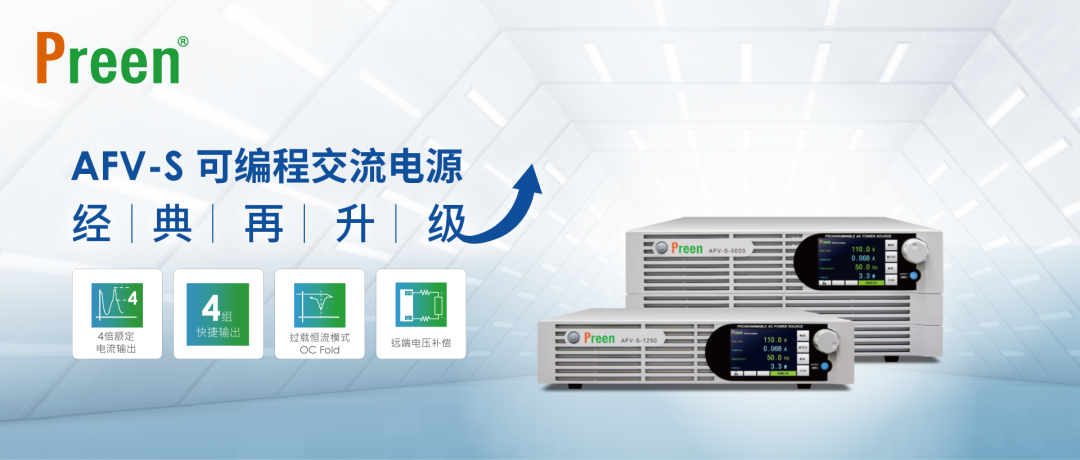 Preen®
AFV-S 可编程交流电源
经典再升级
4
4倍额定
电流输出
4组
快捷输出
过载恒流模式
OC Fold
远端电压补偿
PROGRAMMABLE AC POWER SOURCE
Preen AFV-S-5000
Preen
110.0 V
0.068 A
50.0 Hz
3.3 W
PROGRAMMABLE AC POWER SOURCE
Preen AFV-S-1250
Preen
110.0 V
0.068 A
50.0 Hz
3.3 W